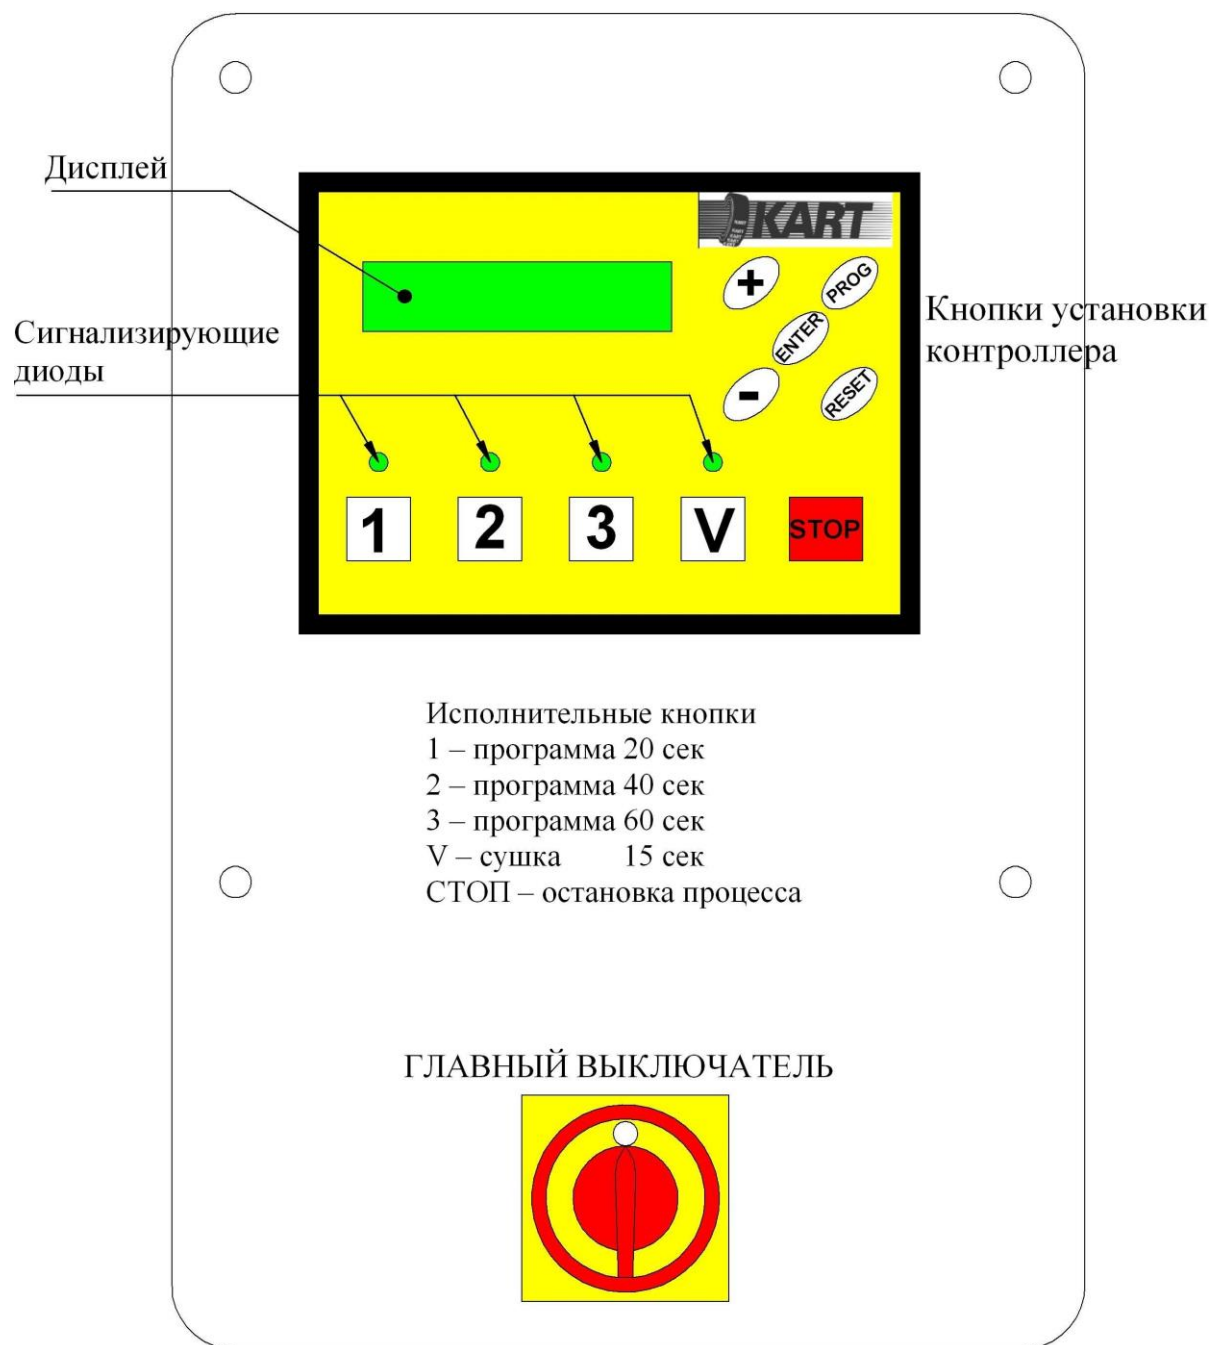 Дисплей
KART
+
PROG
ENTER
-
RESET
Кнопки установки
контроллера
Сигнализирующие
диоды
1 2 3 V STOP
Исполнительные кнопки
1 – программа 20 сек
2 – программа 40 сек
3 – программа 60 сек
V – сушка 15 сек
СТОП – остановка процесса
ГЛАВНЫЙ ВЫКЛЮЧАТЕЛЬ